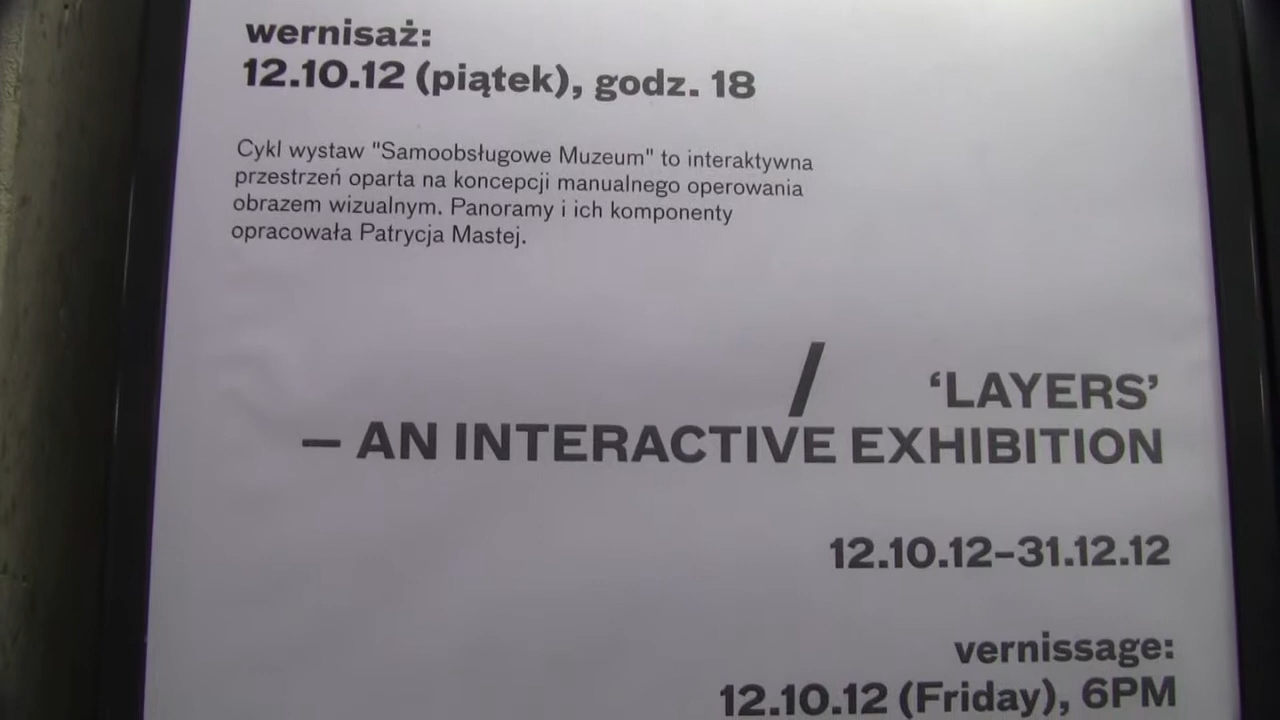 wernisaż:
12.10.12 (piątek), godz. 18
Cykl wystaw "Samoobsługowe Muzeum" to interaktywna
przestrzeń oparta na koncepcji manualnego operowania
obrazem wizualnym. Panoramy i ich komponenty
opracowała Patrycja Mastej.
/ ‘LAYERS’
— AN INTERACTIVE EXHIBITION
12.10.12–31.12.12
vernissage:
12.10.12 (Friday), 6PM